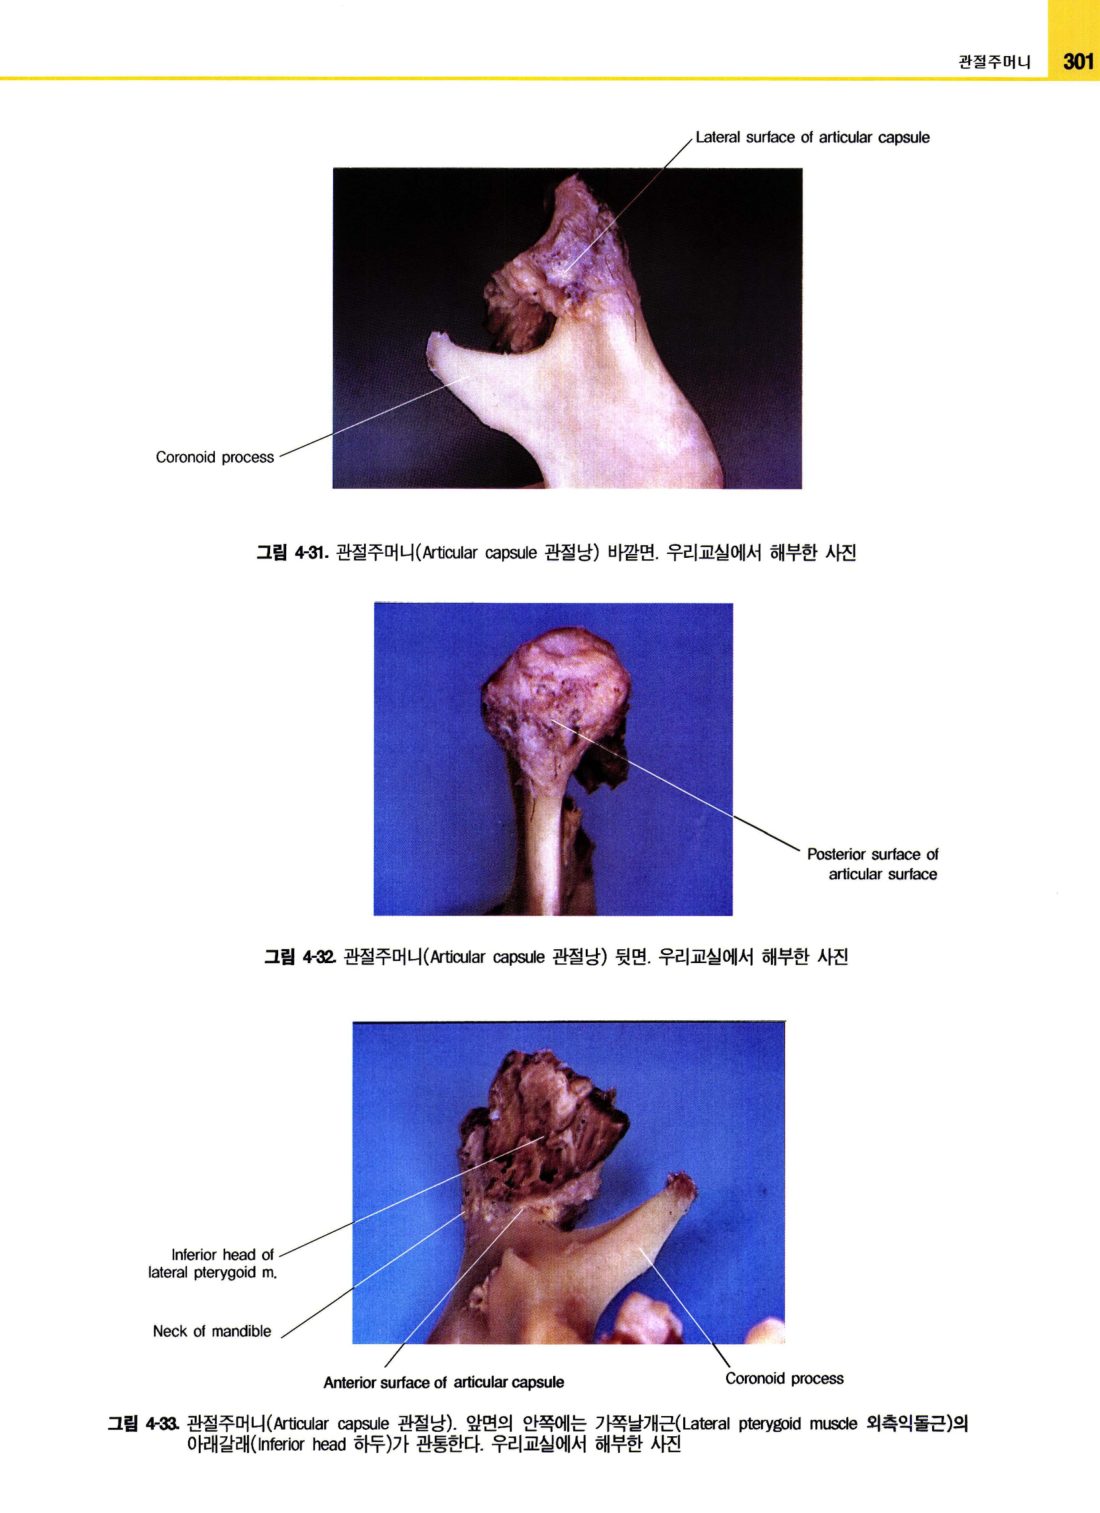 관절주머니 301
Lateral surface of articular capsule
Coronoid process
그림 4-31. 관절주머니(Articular capsule 관절낭) 바깥면. 우리교실에서 해부한 사진
Posterior surface of
articular surface
그림 4-32. 관절주머니(Articular capsule 관절낭) 뒷면. 우리교실에서 해부한 사진
Inferior head of
lateral pterygoid m.
Neck of mandible
Anterior surface of articular capsule
Coronoid process
그림 4-33. 관절주머니(Articular capsule 관절낭). 앞면의 안쪽에는 가쪽날개근(Lateral pterygoid muscle 외측익돌근)의
아래갈래(Inferior head 하두)가 관통한다. 우리교실에서 해부한 사진